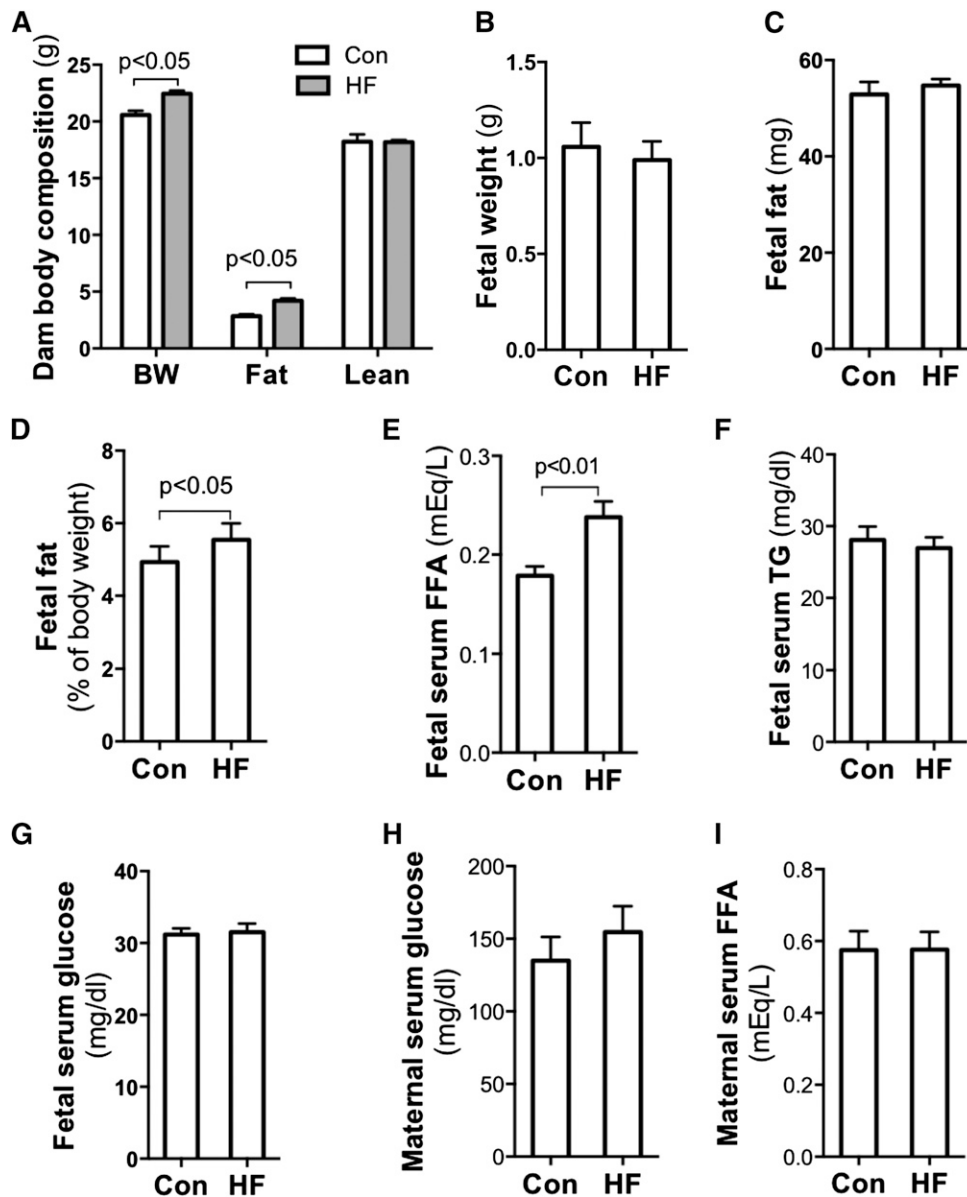 A
Dam body composition (g)
25
20
15
10
5
0
p<0.05
p<0.05
Con
HF
BW Fat Lean
B
Fetal weight (g)
1.5
1.0
0.5
0.0
Con HF
C
Fetal fat (mg)
60
40
20
0
Con HF
D
Fetal fat
(% of body weight)
8
6
4
2
0
p<0.05
Con HF
E
Fetal serum FFA (mEq/L)
0.3
0.2
0.1
0.0
p<0.01
Con HF
F
Fetal serum TG (mg/dl)
40
30
20
10
0
Con HF
G
Fetal serum glucose
(mg/dl)
40
30
20
10
0
Con HF
H
Maternal serum glucose
(mg/dl)
200
150
100
50
0
Con HF
I
Maternal serum FFA
(mEq/L)
0.8
0.6
0.4
0.2
0.0
Con HF